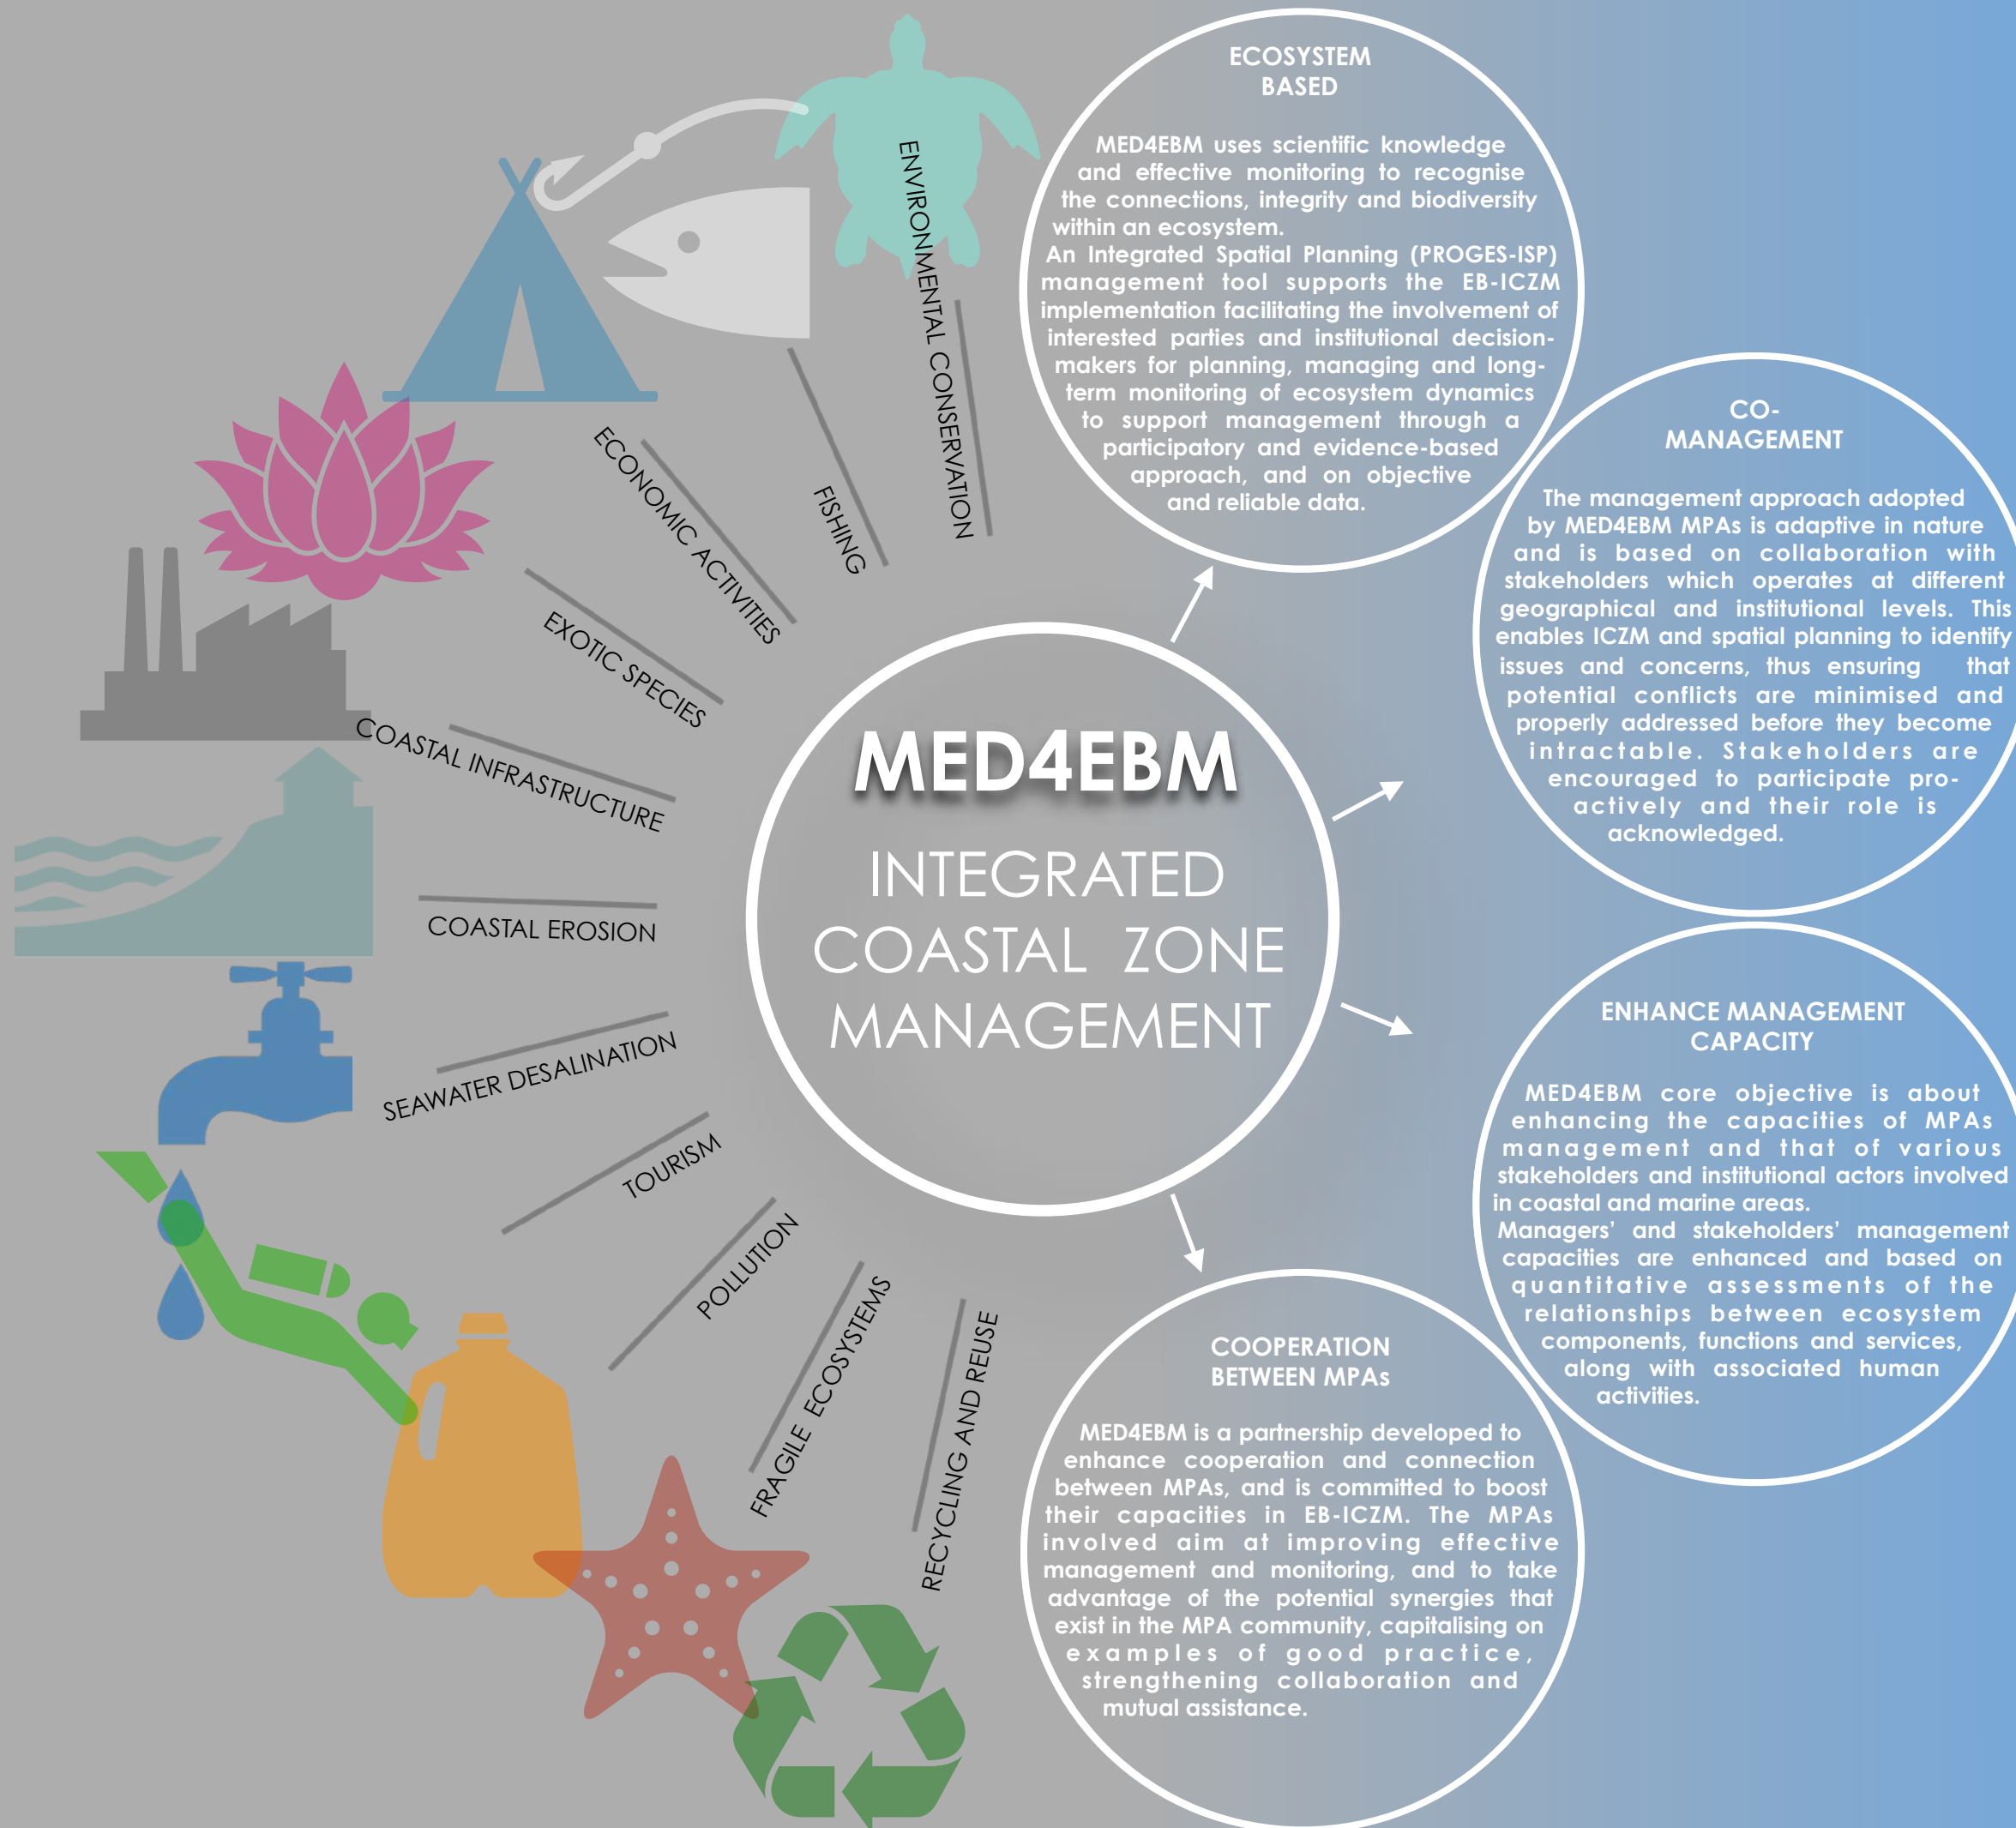 ENVIRONMENTAL CONSERVATION
FISHING
ECONOMIC ACTIVITIES
EXOTIC SPECIES
COASTAL INFRASTRUCTURE
COASTAL EROSION
SEAWATER DESALINATION
TOURISM
POLLUTION
FRAGILE ECOSYSTEMS
RECYCLING AND REUSE
MED4EBM
INTEGRATED
COASTAL ZONE
MANAGEMENT
ECOSYSTEM
BASED
MED4EBM uses scientific knowledge
and effective monitoring to recognise
the connections, integrity and biodiversity
within an ecosystem.
An Integrated Spatial Planning (PROGES-ISP)
management tool supports the EB-ICZM
implementation facilitating the involvement of
interested parties and institutional decision-
makers for planning, managing and long-
term monitoring of ecosystem dynamics
to support management through a
participatory and evidence-based
approach, and on objective
and reliable data.
CO-
MANAGEMENT
The management approach adopted
by MED4EBM MPAs is adaptive in nature
and is based on collaboration with
stakeholders which operates at different
geographical and institutional levels. This
enables ICZM and spatial planning to identify
issues and concerns, thus ensuring that
potential conflicts are minimised and
properly addressed before they become
intractable. Stakeholders are
encouraged to participate pro-
actively and their role is
acknowledged.
ENHANCE MANAGEMENT
CAPACITY
MED4EBM core objective is about
enhancing the capacities of MPAs
management and that of various
stakeholders and institutional actors involved
in coastal and marine areas.
Managers' and stakeholders' management
capacities are enhanced and based on
quantitative assessments of the
relationships between ecosystem
components, functions and services,
along with associated human
activities.
COOPERATION
BETWEEN MPAs
MED4EBM is a partnership developed to
enhance cooperation and connection
between MPAs, and is committed to boost
their capacities in EB-ICZM. The MPAs
involved aim at improving effective
management and monitoring, and to take
advantage of the potential synergies that
exist in the MPA community, capitalising on
examples of good practice,
strengthening collaboration and
mutual assistance.